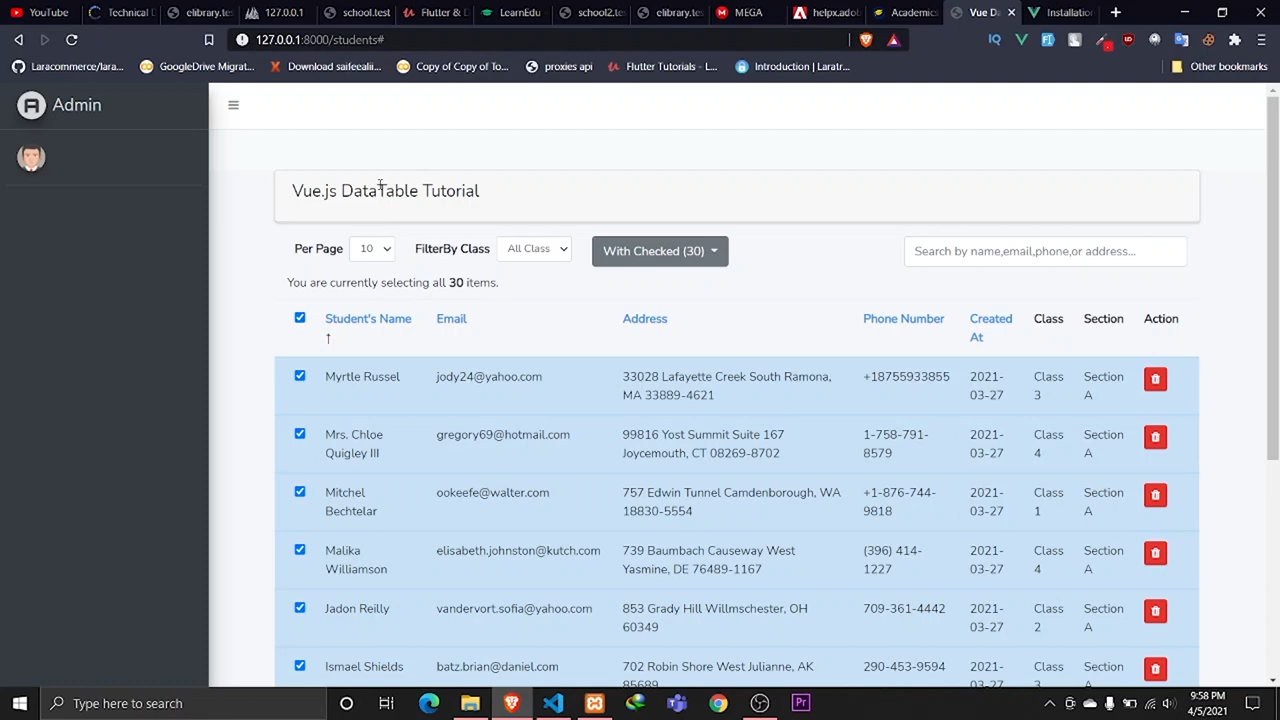 YouTube
Technical D
elibrary.tes
127.0.0.1
school.test
Flutter & D
LearnEdu
school2.tes
elibrary.tes
MEGA
helpx.adob
Academics
Vue Da
Installation
127.0.0.1:8000/students#
Laracommerce/lara...
GoogleDrive Migrat...
Download saifeealii...
Copy of Copy of To...
proxies api
Flutter Tutorials - L...
Introduction | Laratr...
Other bookmarks
Admin
Vue.js DataTable Tutorial
Per Page 10 FilterBy Class All Class With Checked (30) Search by name,email,phone,or address...
You are currently selecting all 30 items.
Student's Name ↑ Email Address Phone Number Created At Class Section Action
Myrtle Russel jody24@yahoo.com 33028 Lafayette Creek South Ramona, +18755933855 2021- Class Section
MA 33889-4621 03-27 3 A
Mrs. Chloe gregory69@hotmail.com 99816 Yost Summit Suite 167 1-758-791- 2021- Class Section
Quigley III Joycemouth, CT 08269-8702 8579 03-27 4 A
Mitchel ookeefe@walter.com 757 Edwin Tunnel Camdenborough, WA +1-876-744- 2021- Class Section
Bechtelar 18830-5554 9818 03-27 1 A
Malika elisabeth.johnston@kutch.com 739 Baumbach Causeway West (396) 414- 2021- Class Section
Williamson Yasmine, DE 76489-1167 1227 03-27 4 A
Jadon Reilly vandervort.sofia@yahoo.com 853 Grady Hill Willmschester, OH 709-361-4442 2021- Class Section
60349 03-27 2 A
Ismael Shields batz.brian@daniel.com 702 Robin Shore West Julianne, AK 290-453-9594 2021- Class Section
85689 03-27 3 A
Type here to search
9:58 PM
4/5/2021